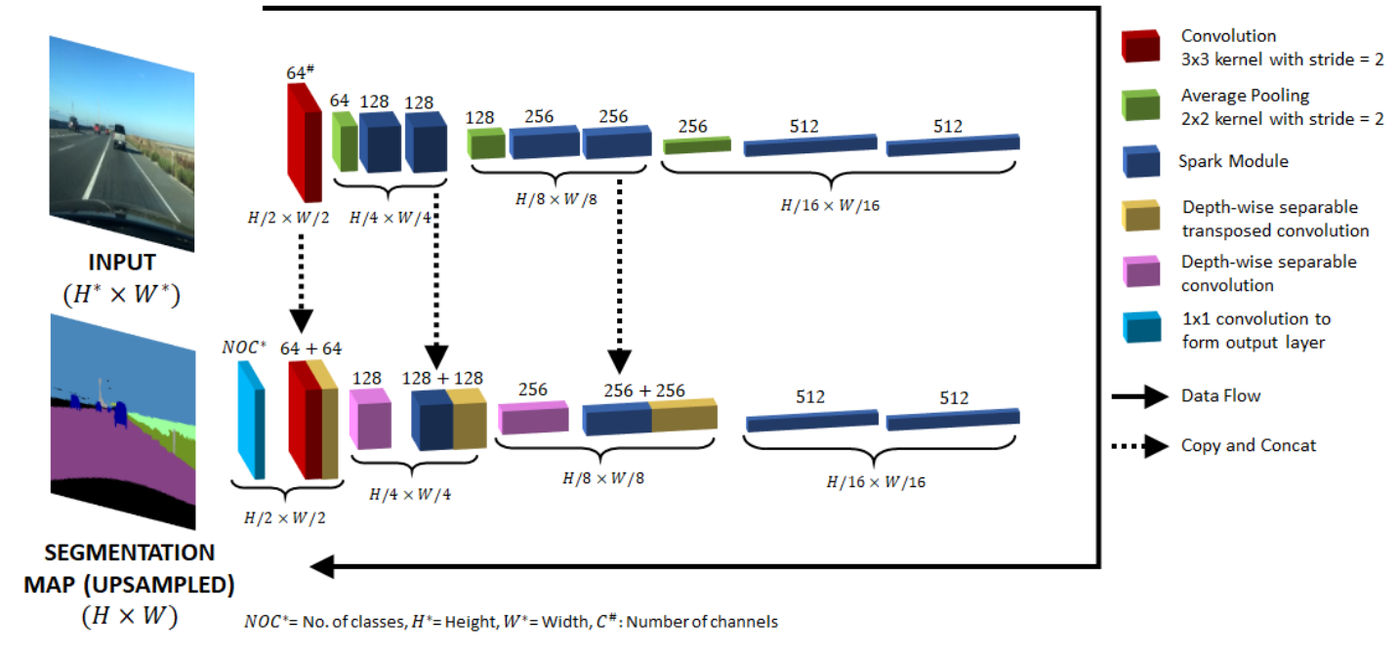 64#
64 128 128
128 256 256
256 512 512
H/2 × W/2
H/4 × W/4
H/8 × W/8
H/16 × W/16
INPUT
(H* × W*)
NOC* 64 + 64
128 128 + 128
256 256 + 256
512 512
H/2 × W/2
H/4 × W/4
H/8 × W/8
H/16 × W/16
SEGMENTATION
MAP (UPSAMPLED)
(H × W)
NOC*= No. of classes, H*= Height, W*= Width, C#: Number of channels
Convolution
3x3 kernel with stride = 2
Average Pooling
2x2 kernel with stride = 2
Spark Module
Depth-wise separable
transposed convolution
Depth-wise separable
convolution
1x1 convolution to
form output layer
Data Flow
Copy and Concat